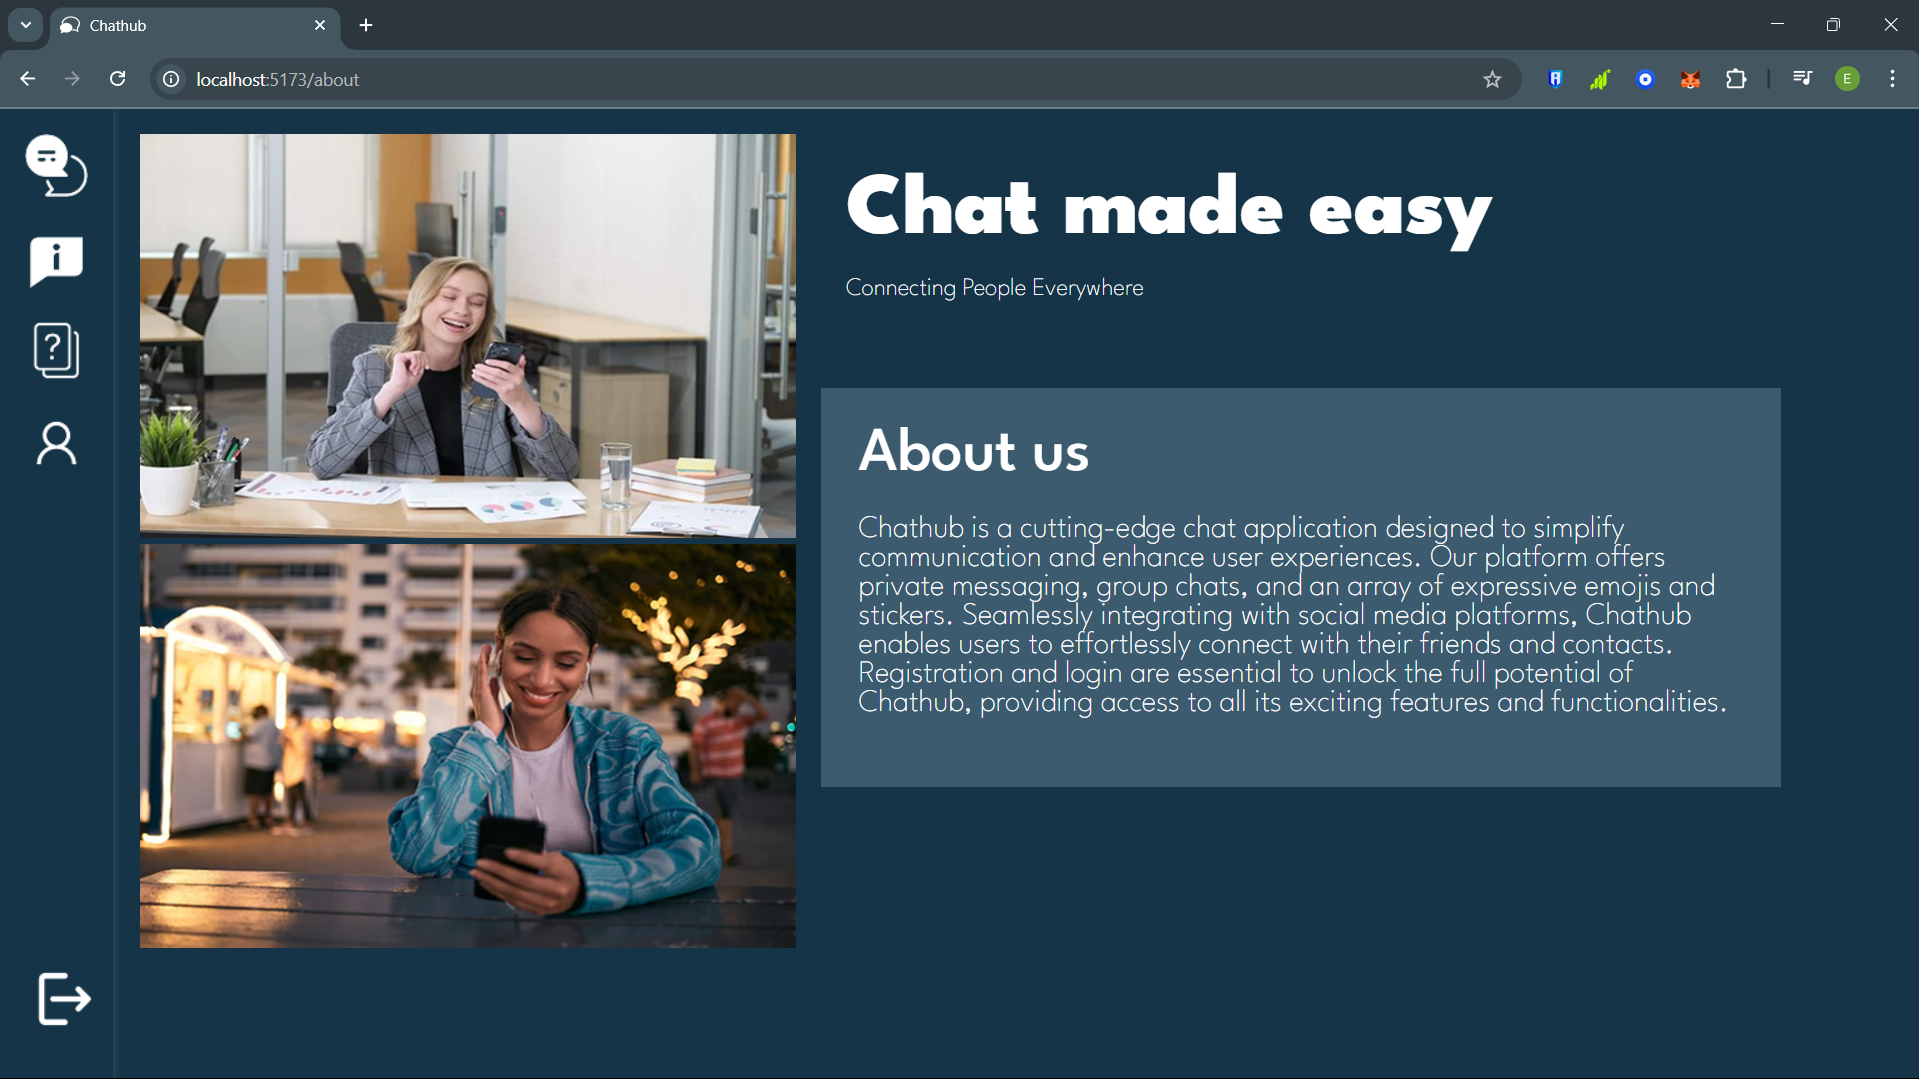 Chathub
localhost:5173/about
E
Chat made easy
Connecting People Everywhere
About us
Chathub is a cutting-edge chat application designed to simplify
communication and enhance user experiences. Our platform offers
private messaging, group chats, and an array of expressive emojis and
stickers. Seamlessly integrating with social media platforms, Chathub
enables users to effortlessly connect with their friends and contacts.
Registration and login are essential to unlock the full potential of
Chathub, providing access to all its exciting features and functionalities.